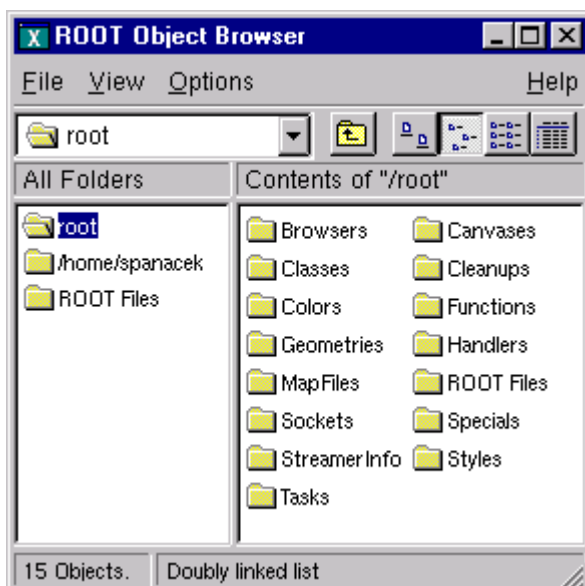 X ROOT Object Browser
File View Options Help
root
All Folders Contents of "/root"
root
/home/spanacek
ROOT Files
Browsers Canvases
Classes Cleanups
Colors Functions
Geometries Handlers
MapFiles ROOT Files
Sockets Specials
StreamerInfo Styles
Tasks
15 Objects. Doubly linked list